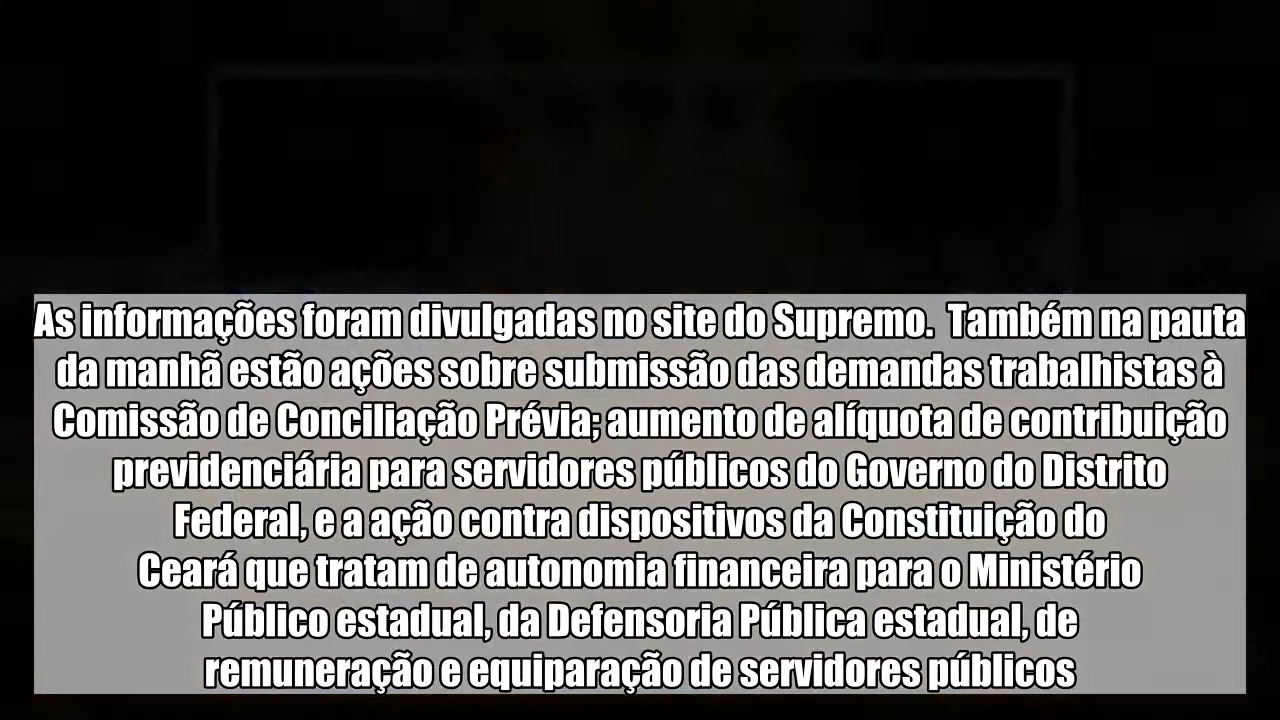 As informações foram divulgadas no site do Supremo.  Também na pauta
da manhã estão ações sobre submissão das demandas trabalhistas à
Comissão de Conciliação Prévia; aumento de alíquota de contribuição
previdenciária para servidores públicos do Governo do Distrito
Federal, e a ação contra dispositivos da Constituição do
Ceará que tratam de autonomia financeira para o Ministério
Público estadual, da Defensoria Pública estadual, de
remuneração e equiparação de servidores públicos